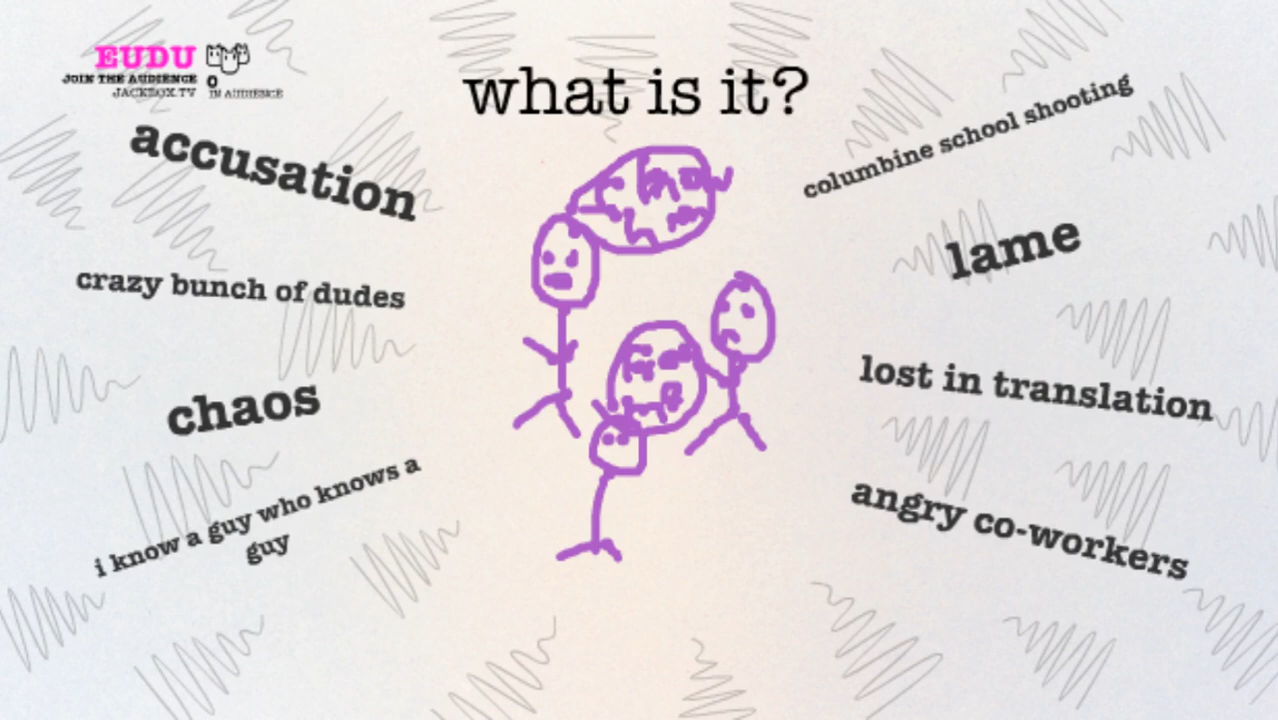 EUDU
JOIN THE AUDIENCE
JACKBOX.TV
0
IN AUDIENCE
what is it?
accusation
crazy bunch of dudes
chaos
i know a guy who knows a
guy
columbine school shooting
lame
lost in translation
angry co-workers